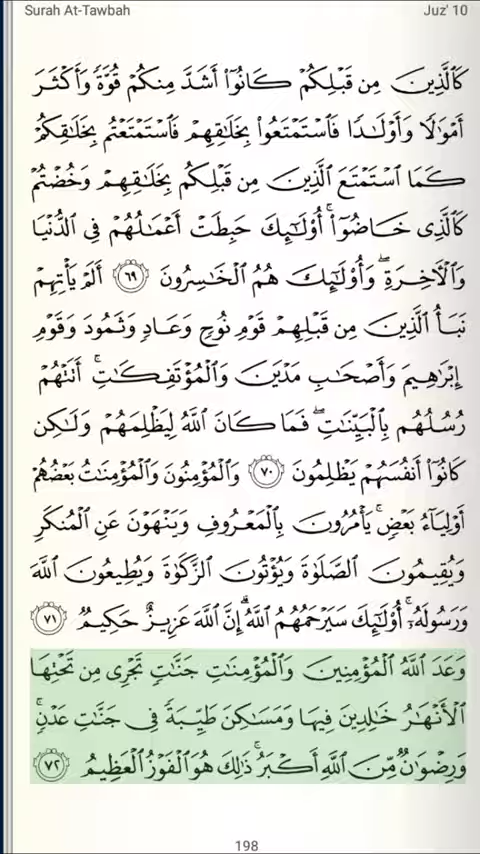 Surah At-Tawbah Juz' 10
كَٱلَّذِينَ مِن قَبْلِكُمْ كَانُوٓا۟ أَشَدَّ مِنكُمْ قُوَّةً وَأَكْثَرَ
أَمْوَٰلًا وَأَوْلَـٰدًا فَٱسْتَمْتَعُوا۟ بِخَلَـٰقِهِمْ فَٱسْتَمْتَعْتُم بِخَلَـٰقِكُمْ
كَمَا ٱسْتَمْتَعَ ٱلَّذِينَ مِن قَبْلِكُم بِخَلَـٰقِهِمْ وَخُضْتُمْ
كَٱلَّذِى خَاضُوٓا۟ ۚ أُو۟لَـٰٓئِكَ حَبِطَتْ أَعْمَـٰلُهُمْ فِى ٱلدُّنْيَا
وَٱلْـَٔاخِرَةِ ۖ وَأُو۟لَـٰٓئِكَ هُمُ ٱلْخَـٰسِرُونَ ٦٩ أَلَمْ يَأْتِهِمْ
نَبَأُ ٱلَّذِينَ مِن قَبْلِهِمْ قَوْمِ نُوحٍ وَعَادٍ وَثَمُودَ وَقَوْمِ
إِبْرَٰهِيمَ وَأَصْحَـٰبِ مَدْيَنَ وَٱلْمُؤْتَفِكَـٰتِ ۚ أَتَتْهُمْ
رُسُلُهُم بِٱلْبَيِّنَـٰتِ ۖ فَمَا كَانَ ٱللَّهُ لِيَظْلِمَهُمْ وَلَـٰكِن
كَانُوٓا۟ أَنفُسَهُمْ يَظْلِمُونَ ٧٠ وَٱلْمُؤْمِنُونَ وَٱلْمُؤْمِنَـٰتُ بَعْضُهُمْ
أَوْلِيَآءُ بَعْضٍ ۚ يَأْمُرُونَ بِٱلْمَعْرُوفِ وَيَنْهَوْنَ عَنِ ٱلْمُنكَرِ
وَيُقِيمُونَ ٱلصَّلَوٰةَ وَيُؤْتُونَ ٱلزَّكَوٰةَ وَيُطِيعُونَ ٱللَّهَ
وَرَسُولَهُۥٓ ۚ أُو۟لَـٰٓئِكَ سَيَرْحَمُهُمُ ٱللَّهُ ۗ إِنَّ ٱللَّهَ عَزِيزٌ حَكِيمٌ ٧١
وَعَدَ ٱللَّهُ ٱلْمُؤْمِنِينَ وَٱلْمُؤْمِنَـٰتِ جَنَّـٰتٍ تَجْرِى مِن تَحْتِهَا
ٱلْأَنْهَـٰرُ خَـٰلِدِينَ فِيهَا وَمَسَـٰكِنَ طَيِّبَةً فِى جَنَّـٰتِ عَدْنٍ ۚ
وَرِضْوَٰنٌ مِّنَ ٱللَّهِ أَكْبَرُ ۚ ذَٰلِكَ هُوَ ٱلْفَوْزُ ٱلْعَظِيمُ ٧٢
198